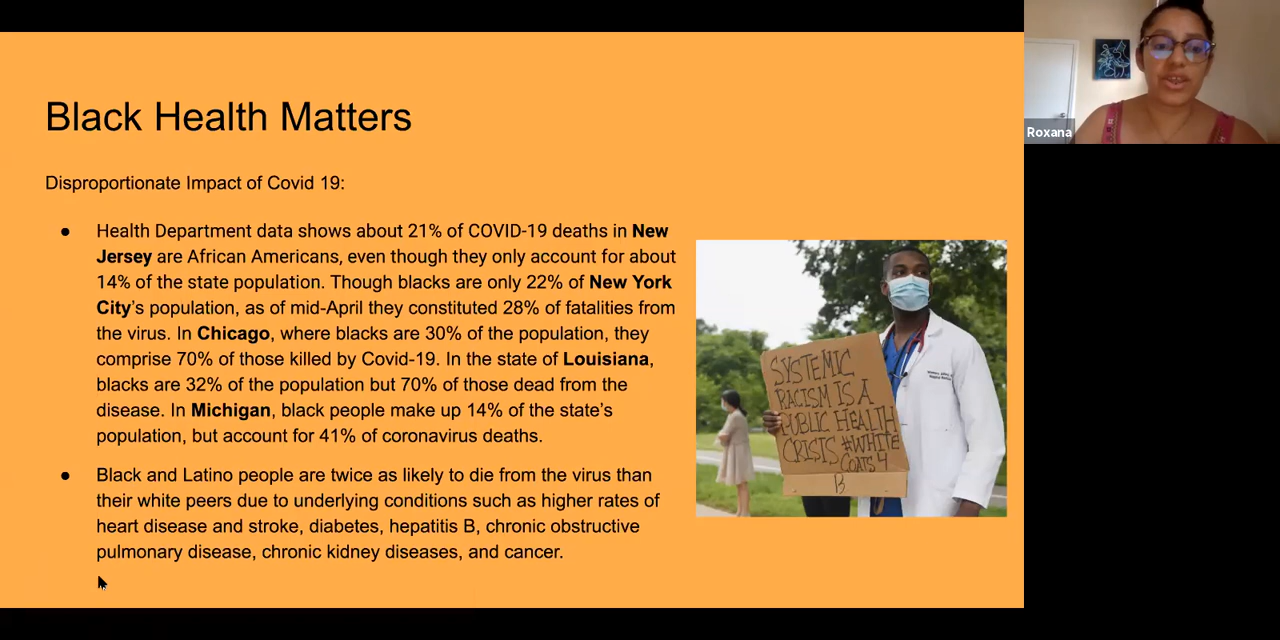 Black Health Matters
Disproportionate Impact of Covid 19:
● Health Department data shows about 21% of COVID-19 deaths in New
Jersey are African Americans, even though they only account for about
14% of the state population. Though blacks are only 22% of New York
City's population, as of mid-April they constituted 28% of fatalities from
the virus. In Chicago, where blacks are 30% of the population, they
comprise 70% of those killed by Covid-19. In the state of Louisiana,
blacks are 32% of the population but 70% of those dead from the
disease. In Michigan, black people make up 14% of the state's
population, but account for 41% of coronavirus deaths.
● Black and Latino people are twice as likely to die from the virus than
their white peers due to underlying conditions such as higher rates of
heart disease and stroke, diabetes, hepatitis B, chronic obstructive
pulmonary disease, chronic kidney diseases, and cancer.
SYSTEMIC
RACISM IS A
PUBLIC HEALTH
CRISIS #WHITE
COATS 4
B
Roxana